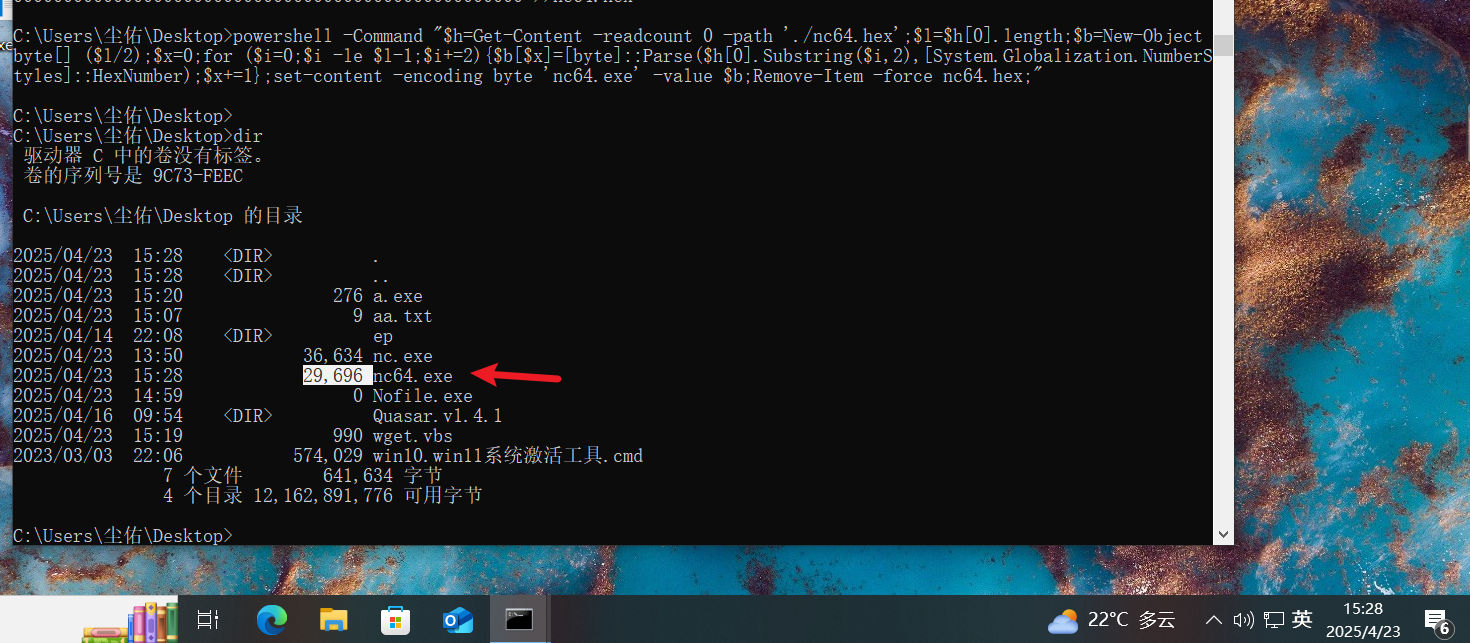 C:\Users\尘佑\Desktop>powershell -Command "$h=Get-Content -readcount 0 -path './nc64.hex';$l=$h[0].length;$b=New-Object
byte[] ($l/2);$x=0;for ($i=0;$i -le $l-1;$i+=2){$b[$x]=[byte]::Parse($h[0].Substring($i,2),[System.Globalization.NumberS
tyles]::HexNumber);$x+=1};set-content -encoding byte 'nc64.exe' -value $b;Remove-Item -force nc64.hex;"
C:\Users\尘佑\Desktop>
C:\Users\尘佑\Desktop>dir
驱动器 C 中的卷没有标签。
卷的序列号是 9C73-FEEC
C:\Users\尘佑\Desktop 的目录
2025/04/23 15:28 <DIR> .
2025/04/23 15:28 <DIR> ..
2025/04/23 15:20 276 a.exe
2025/04/23 15:07 9 aa.txt
2025/04/14 22:08 <DIR> ep
2025/04/23 13:50 36,634 nc.exe
2025/04/23 15:28 29,696 nc64.exe
2025/04/23 14:59 0 Nofile.exe
2025/04/16 09:54 <DIR> Quasar.v1.4.1
2025/04/23 15:19 990 wget.vbs
2023/03/03 22:06 574,029 win10.win11系统激活工具.cmd
7 个文件 641,634 字节
4 个目录 12,162,891,776 可用字节
C:\Users\尘佑\Desktop>
22°C 多云
英
15:28
2025/4/23
6